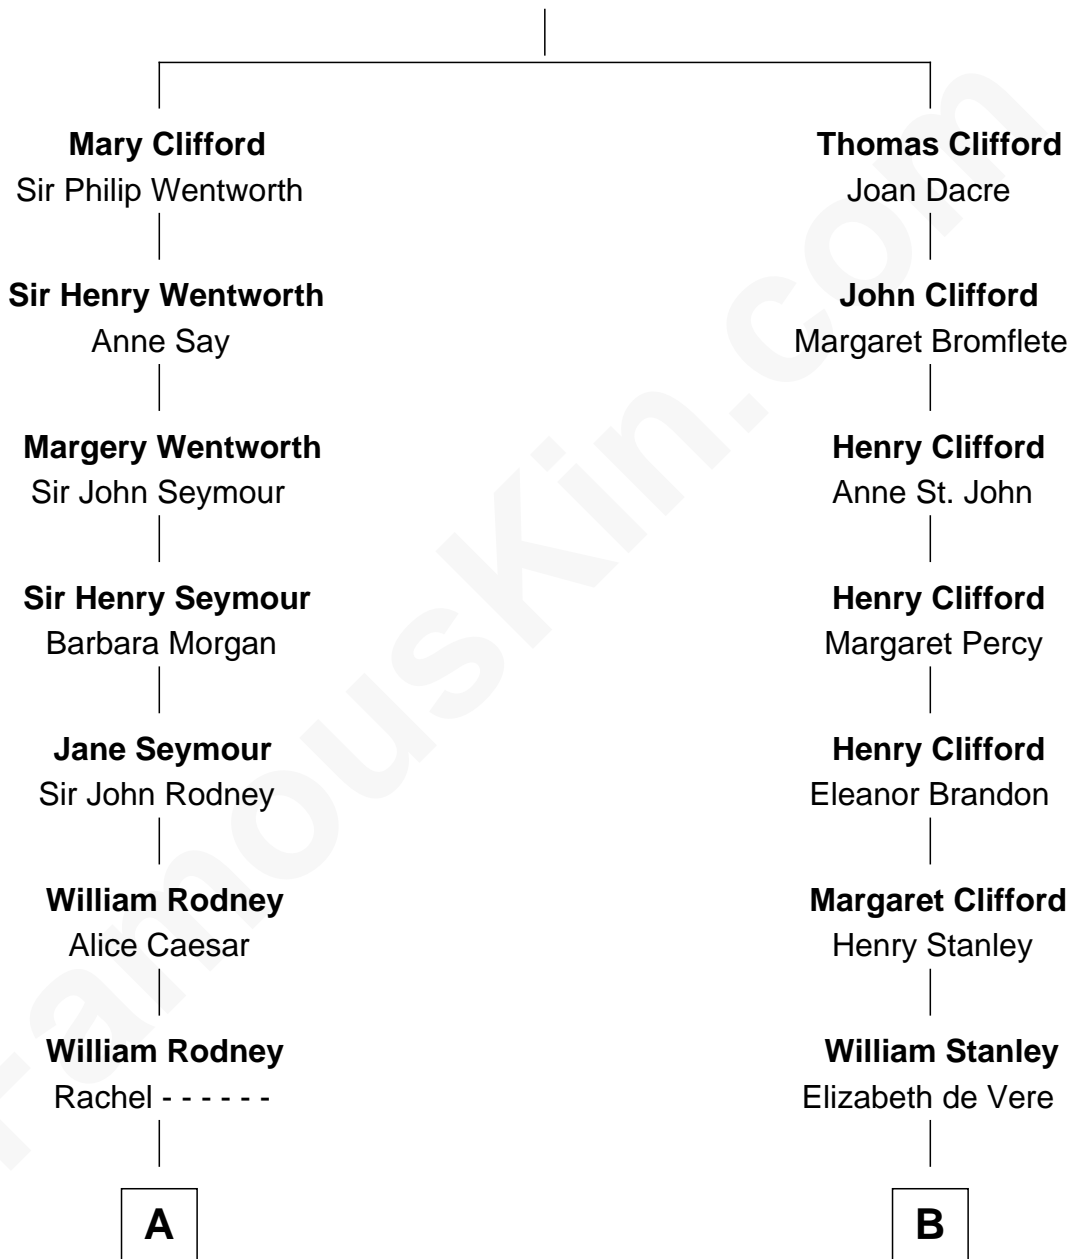 Mary Clifford
Sir Philip Wentworth
Sir Henry Wentworth
Anne Say
Margery Wentworth
Sir John Seymour
Sir Henry Seymour
Barbara Morgan
Jane Seymour
Sir John Rodney
William Rodney
Alice Caesar
William Rodney
Rachel - - - - - -
A
Thomas Clifford
Joan Dacre
John Clifford
Margaret Bromflete
Henry Clifford
Anne St. John
Henry Clifford
Margaret Percy
Henry Clifford
Eleanor Brandon
Margaret Clifford
Henry Stanley
William Stanley
Elizabeth de Vere
B
FamousKin.com